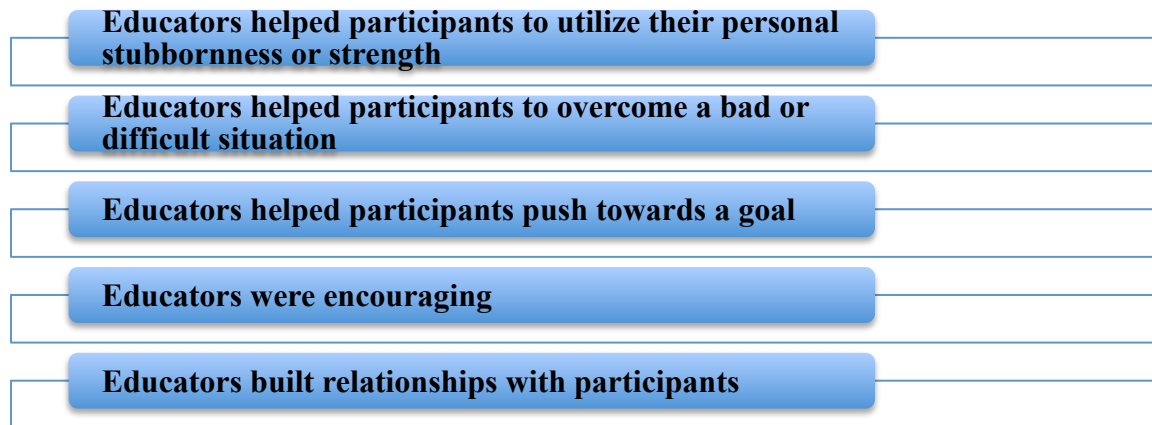 Educators helped participants to utilize their personal
stubbornness or strength
Educators helped participants to overcome a bad or
difficult situation
Educators helped participants push towards a goal
Educators were encouraging
Educators built relationships with participants